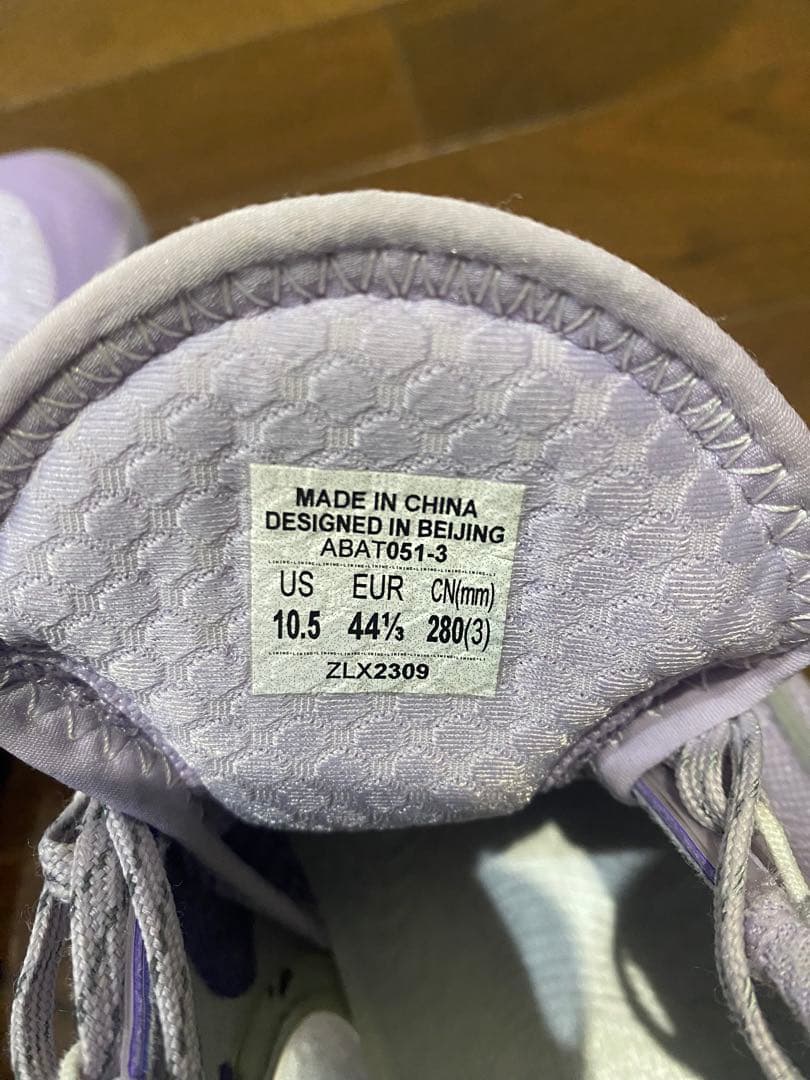 MADE IN CHINA
DESIGNED IN BEIJING
ABAT051-3
US EUR CN(mm)
10.5 44⅓ 280(3)
ZLX2309